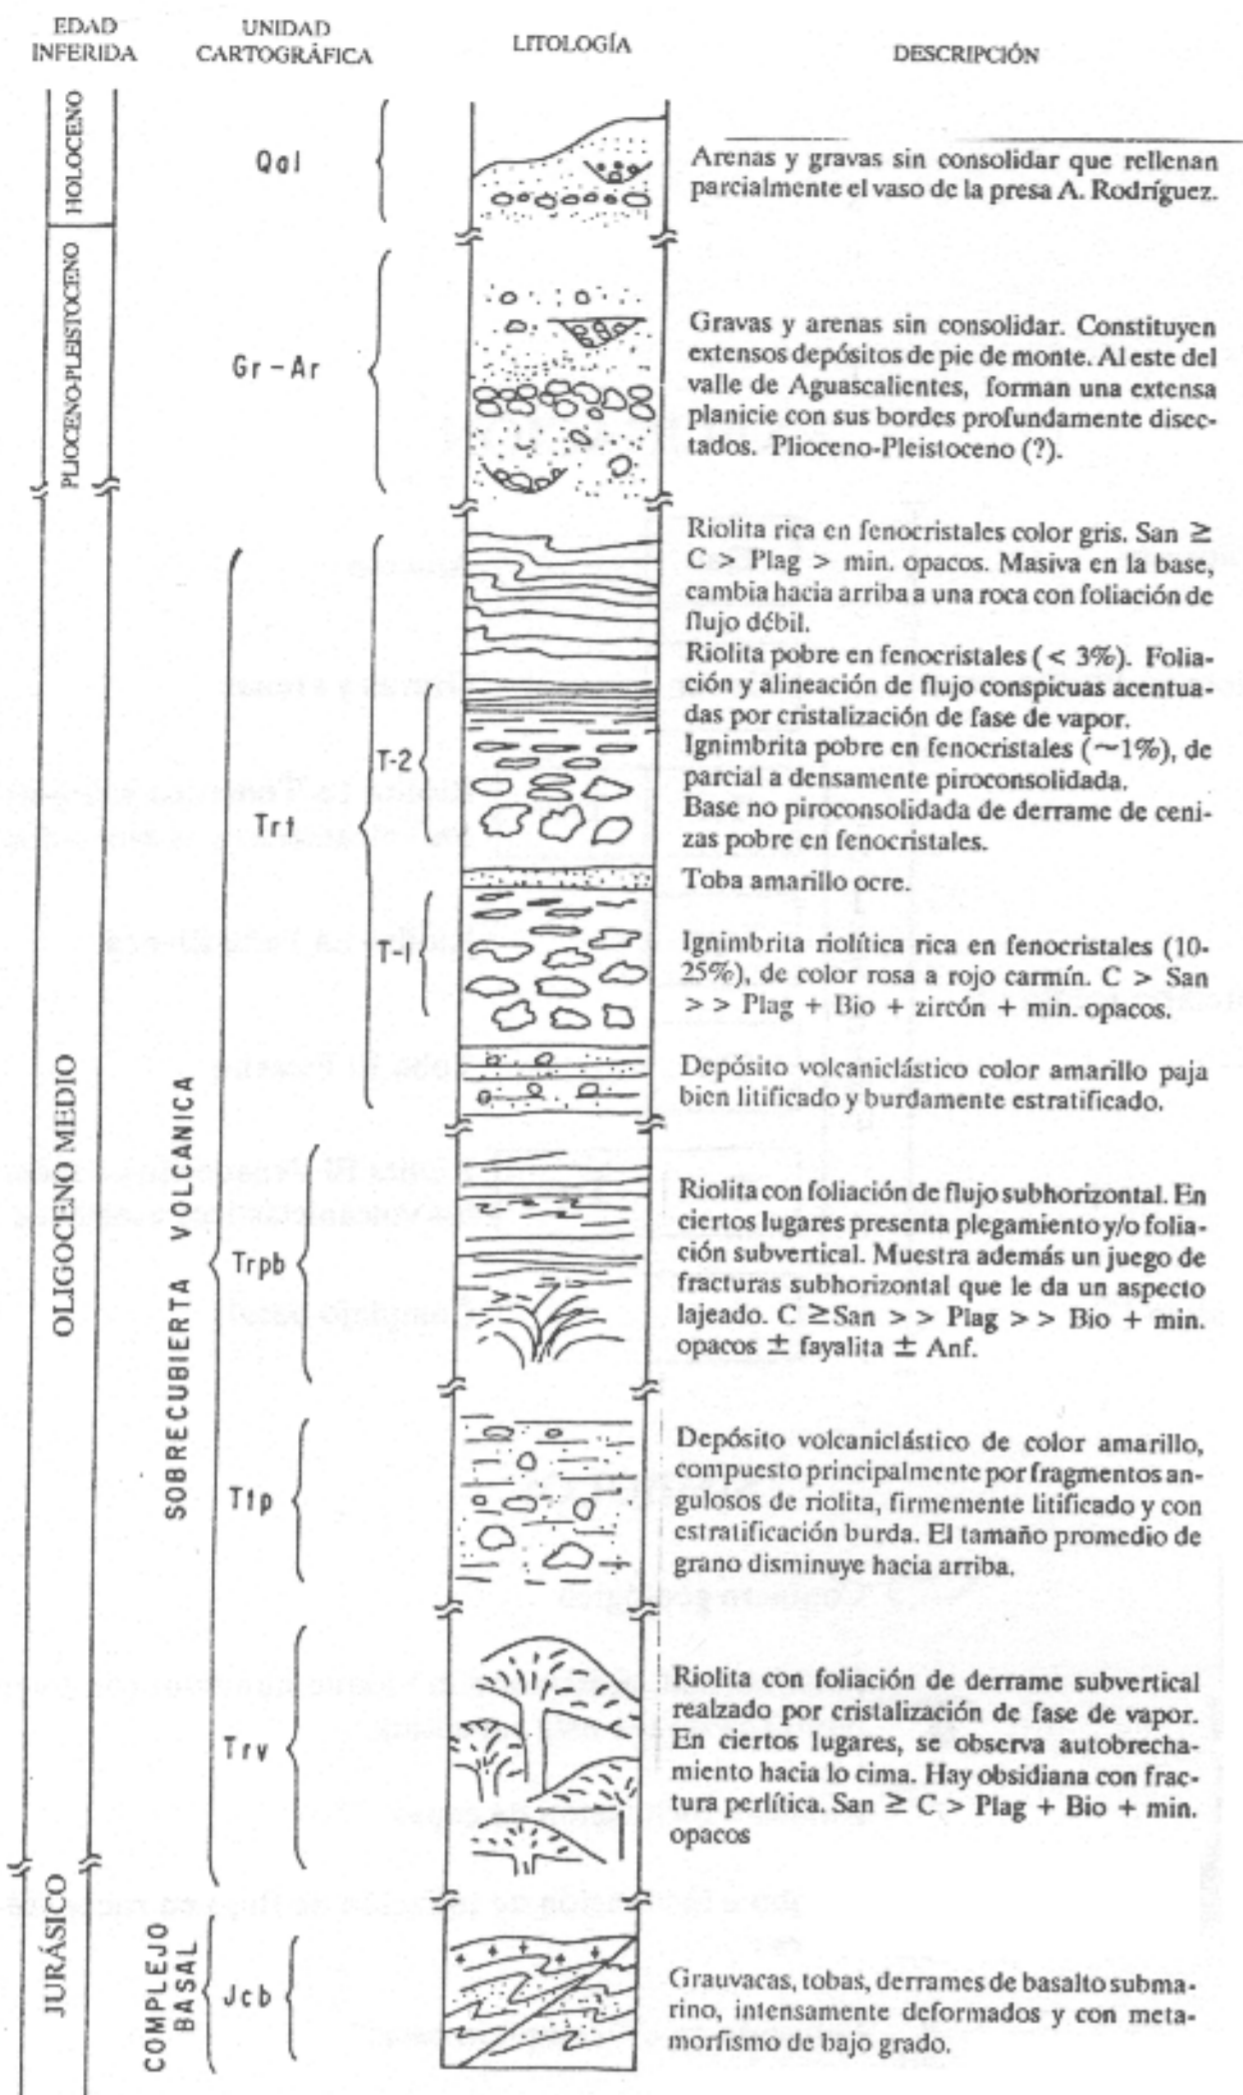 EDAD
INFERIDA
UNIDAD
CARTOGRÁFICA
LITOLOGÍA
DESCRIPCIÓN
HOLOCENO
Qal
Arenas y gravas sin consolidar que rellenan
parcialmente el vaso de la presa A. Rodríguez.
PLIOCENO-PLEISTOCENO
Gr-Ar
Gravas y arenas sin consolidar. Constituyen
extensos depósitos de pie de monte. Al este del
valle de Aguascalientes, forman una extensa
planicie con sus bordes profundamente disec-
tados. Plioceno-Pleistoceno (?).
OLIGOCENO MEDIO
SOBRECUBIERTA VOLCANICA
Trt
Riolita rica en fenocristales color gris. San ≥
C > Plag > min. opacos. Masiva en la base,
cambia hacia arriba a una roca con foliación de
flujo débil.
Riolita pobre en fenocristales (< 3%). Folia-
ción y alineación de flujo conspicuas acentua-
das por cristalización de fase de vapor.
T-2
Ignimbrita pobre en fenocristales (~1%), de
parcial a densamente piroconsolidada.
Base no piroconsolidada de derrame de ceni-
zas pobre en fenocristales.
Toba amarillo ocre.
T-1
Ignimbrita riolítica rica en fenocristales (10-
25%), de color rosa a rojo carmín. C > San
> > Plag + Bio + zircón + min. opacos.
Depósito volcaniclástico color amarillo paja
bien litificado y burdamente estratificado.
Trpb
Riolita con foliación de flujo subhorizontal. En
ciertos lugares presenta plegamiento y/o folia-
ción subvertical. Muestra además un juego de
fracturas subhorizontal que le da un aspecto
lajeado. C ≥ San > > Plag > > Bio + min.
opacos ± fayalita ± Anf.
Tlp
Depósito volcaniclástico de color amarillo,
compuesto principalmente por fragmentos an-
gulosos de riolita, firmemente litificado y con
estratificación burda. El tamaño promedio de
grano disminuye hacia arriba.
Trv
Riolita con foliación de derrame subvertical
realzado por cristalización de fase de vapor.
En ciertos lugares, se observa autobrecha-
miento hacia lo cima. Hay obsidiana con frac-
tura perlítica. San ≥ C > Plag + Bio + min.
opacos
JURÁSICO
COMPLEJO
BASAL
Jcb
Grauvacas, tobas, derrames de basalto subma-
rino, intensamente deformados y con meta-
morfismo de bajo grado.